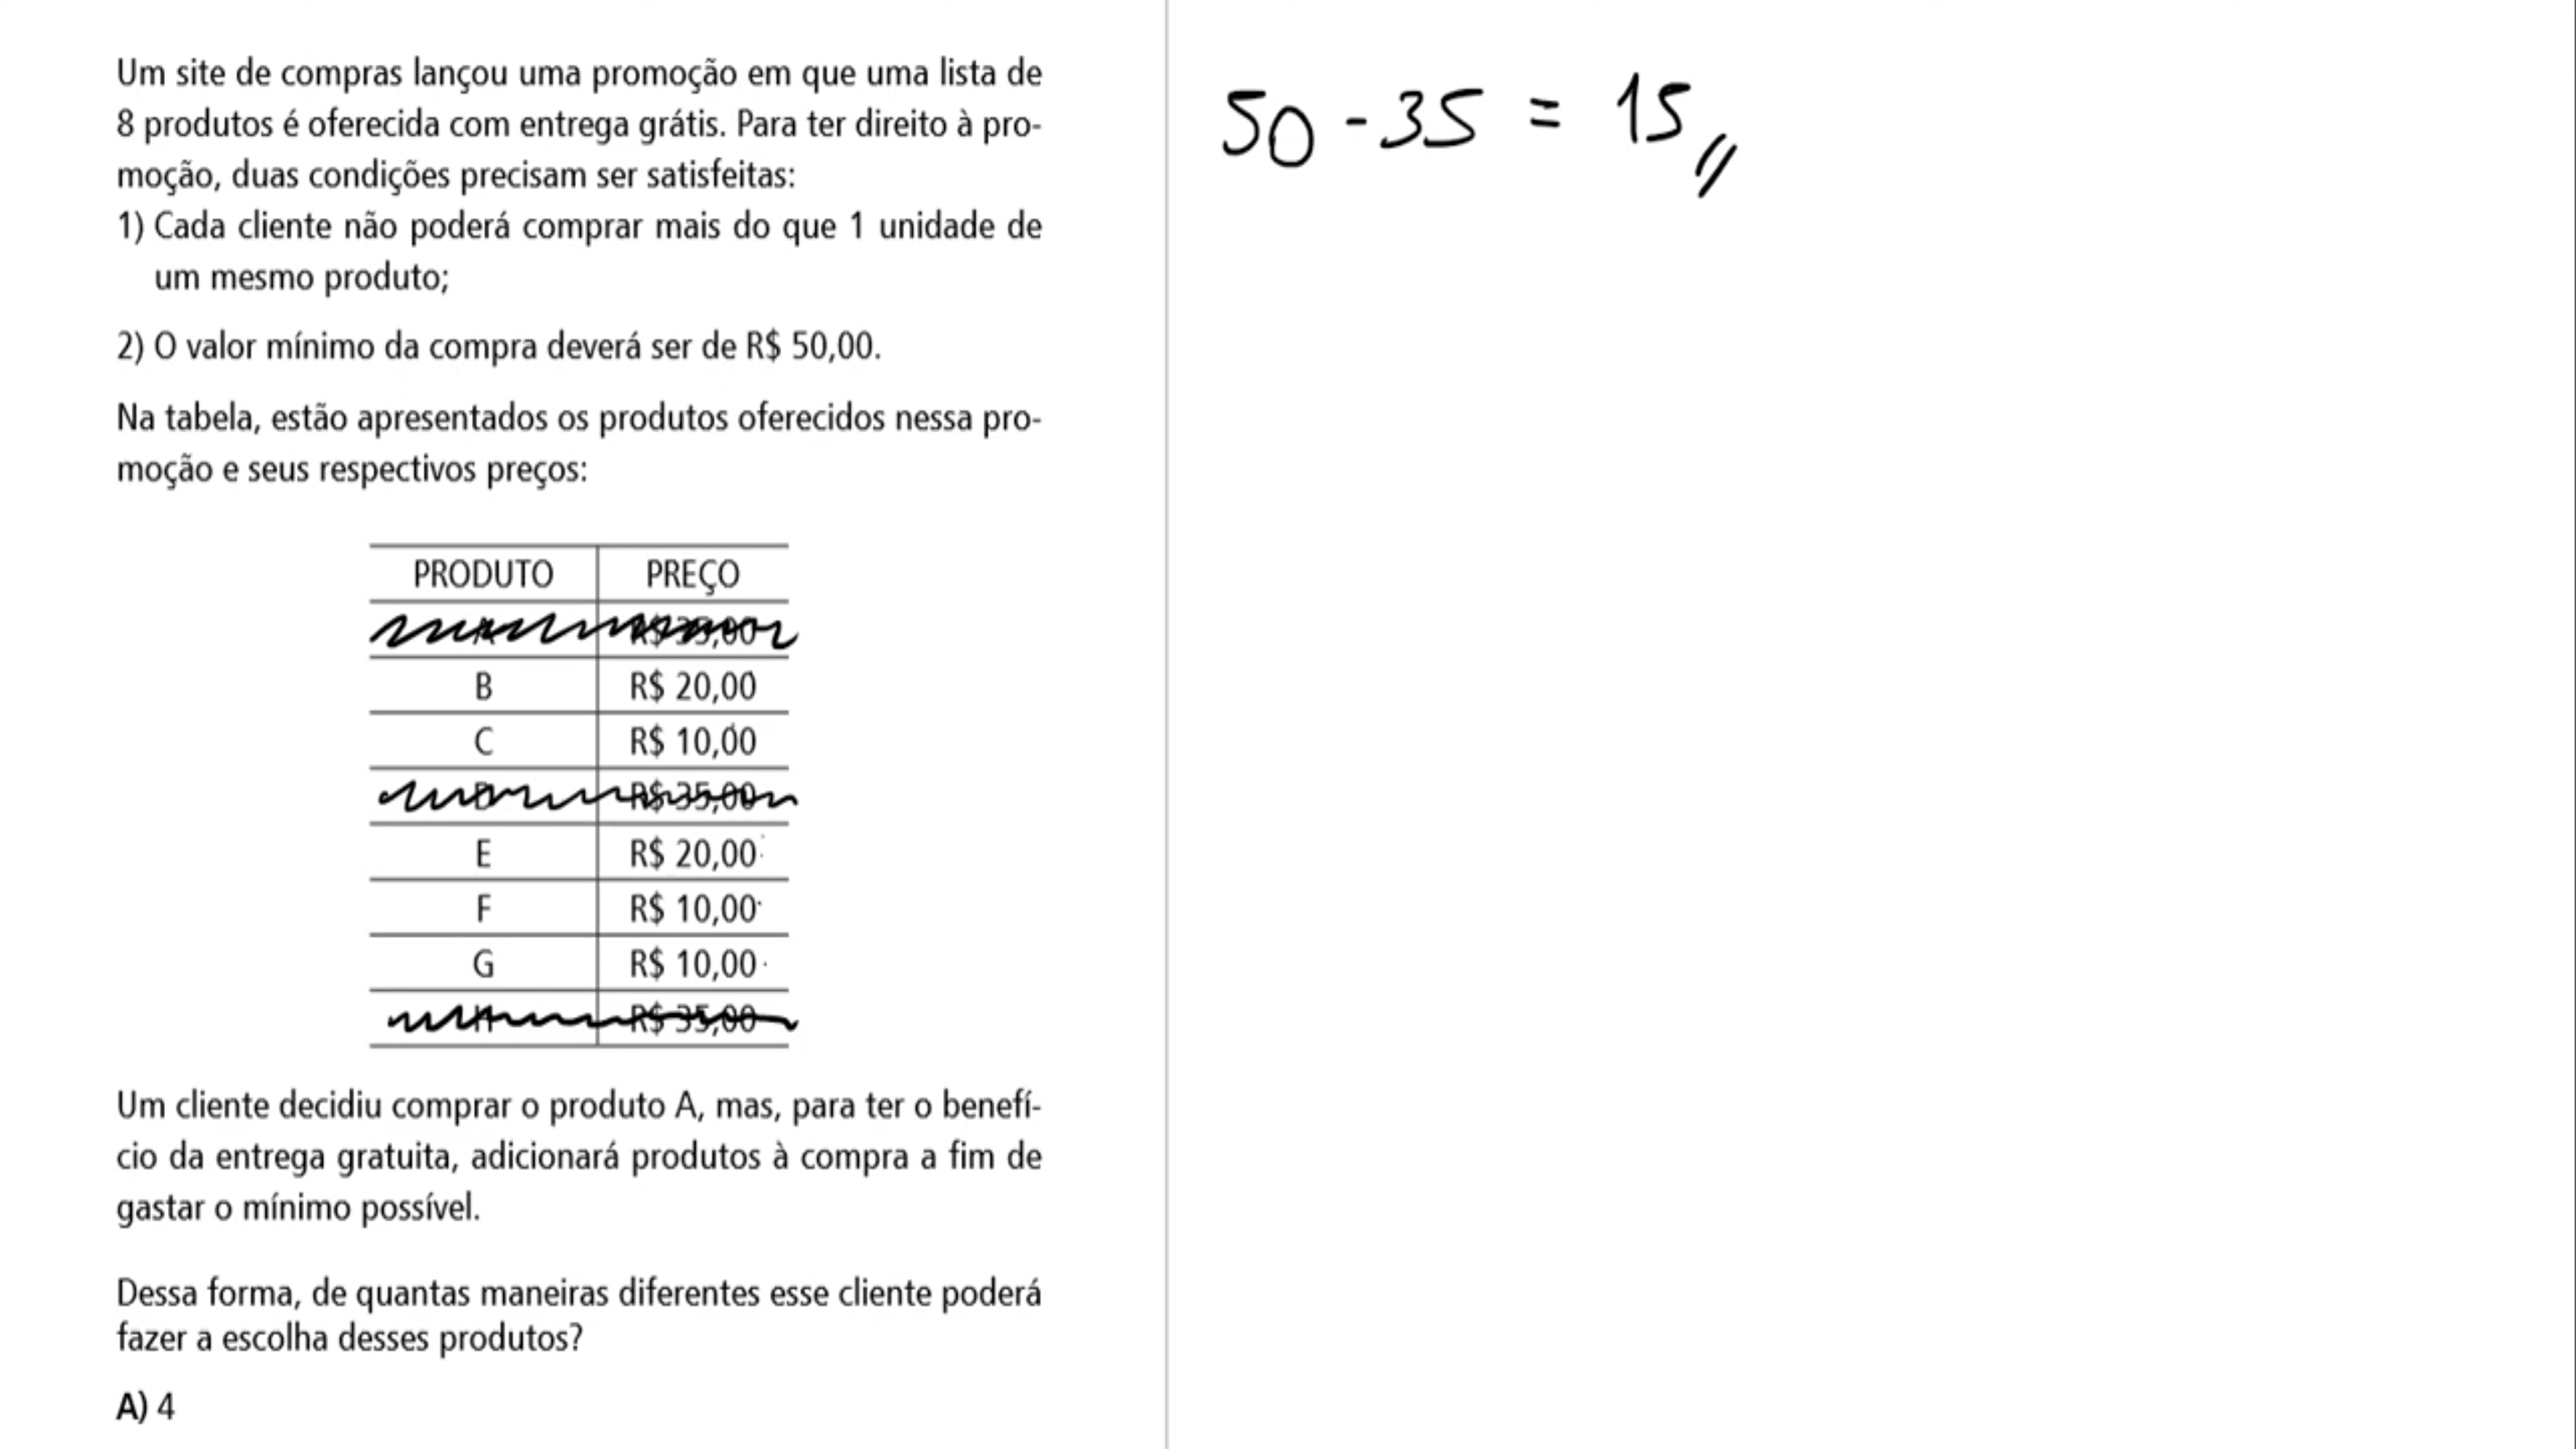 Um site de compras lançou uma promoção em que uma lista de
8 produtos é oferecida com entrega grátis. Para ter direito à pro-
moção, duas condições precisam ser satisfeitas:
1) Cada cliente não poderá comprar mais do que 1 unidade de
um mesmo produto;
2) O valor mínimo da compra deverá ser de R$ 50,00.
Na tabela, estão apresentados os produtos oferecidos nessa pro-
moção e seus respectivos preços:
PRODUTO PREÇO
A R$ 35,00
B R$ 20,00
C R$ 10,00
D R$ 35,00
E R$ 20,00
F R$ 10,00
G R$ 10,00
H R$ 35,00
Um cliente decidiu comprar o produto A, mas, para ter o benefí-
cio da entrega gratuita, adicionará produtos à compra a fim de
gastar o mínimo possível.
Dessa forma, de quantas maneiras diferentes esse cliente poderá
fazer a escolha desses produtos?
A) 4
50 - 35 = 15